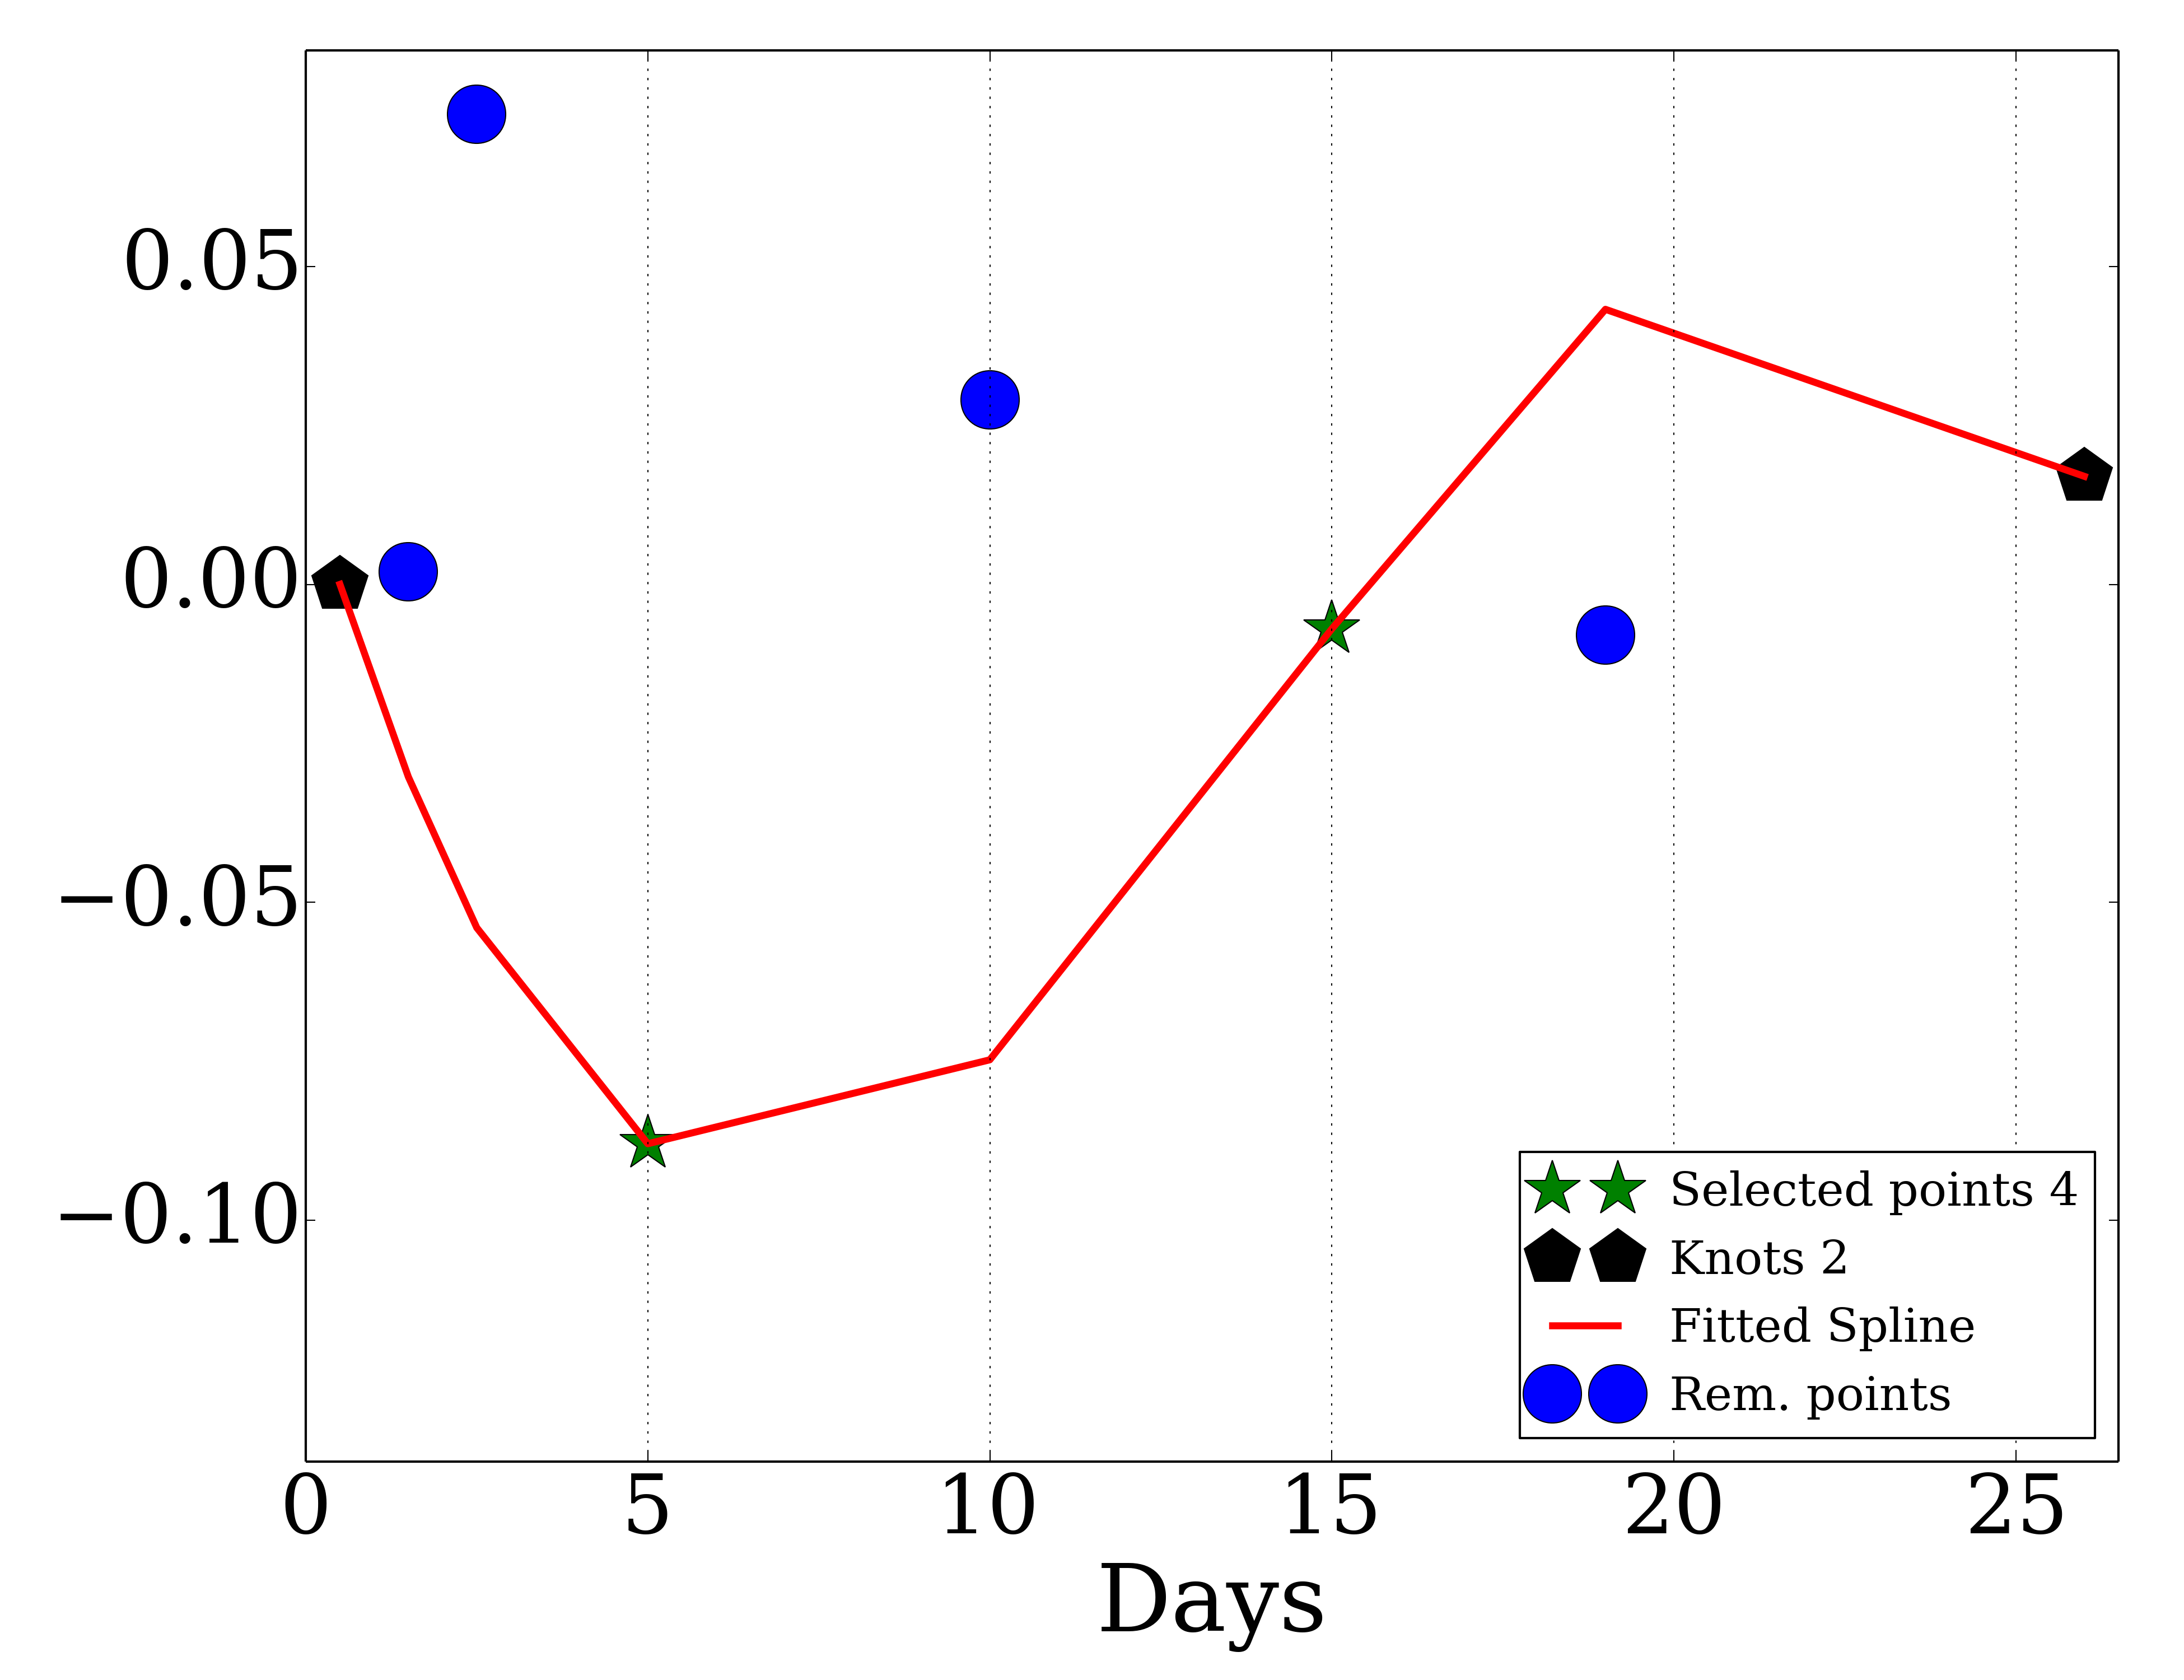 0.05
0.00
−0.05
−0.10
Selected points 4
Knots 2
Fitted Spline
Rem. points
0 5 10 15 20 25
Days